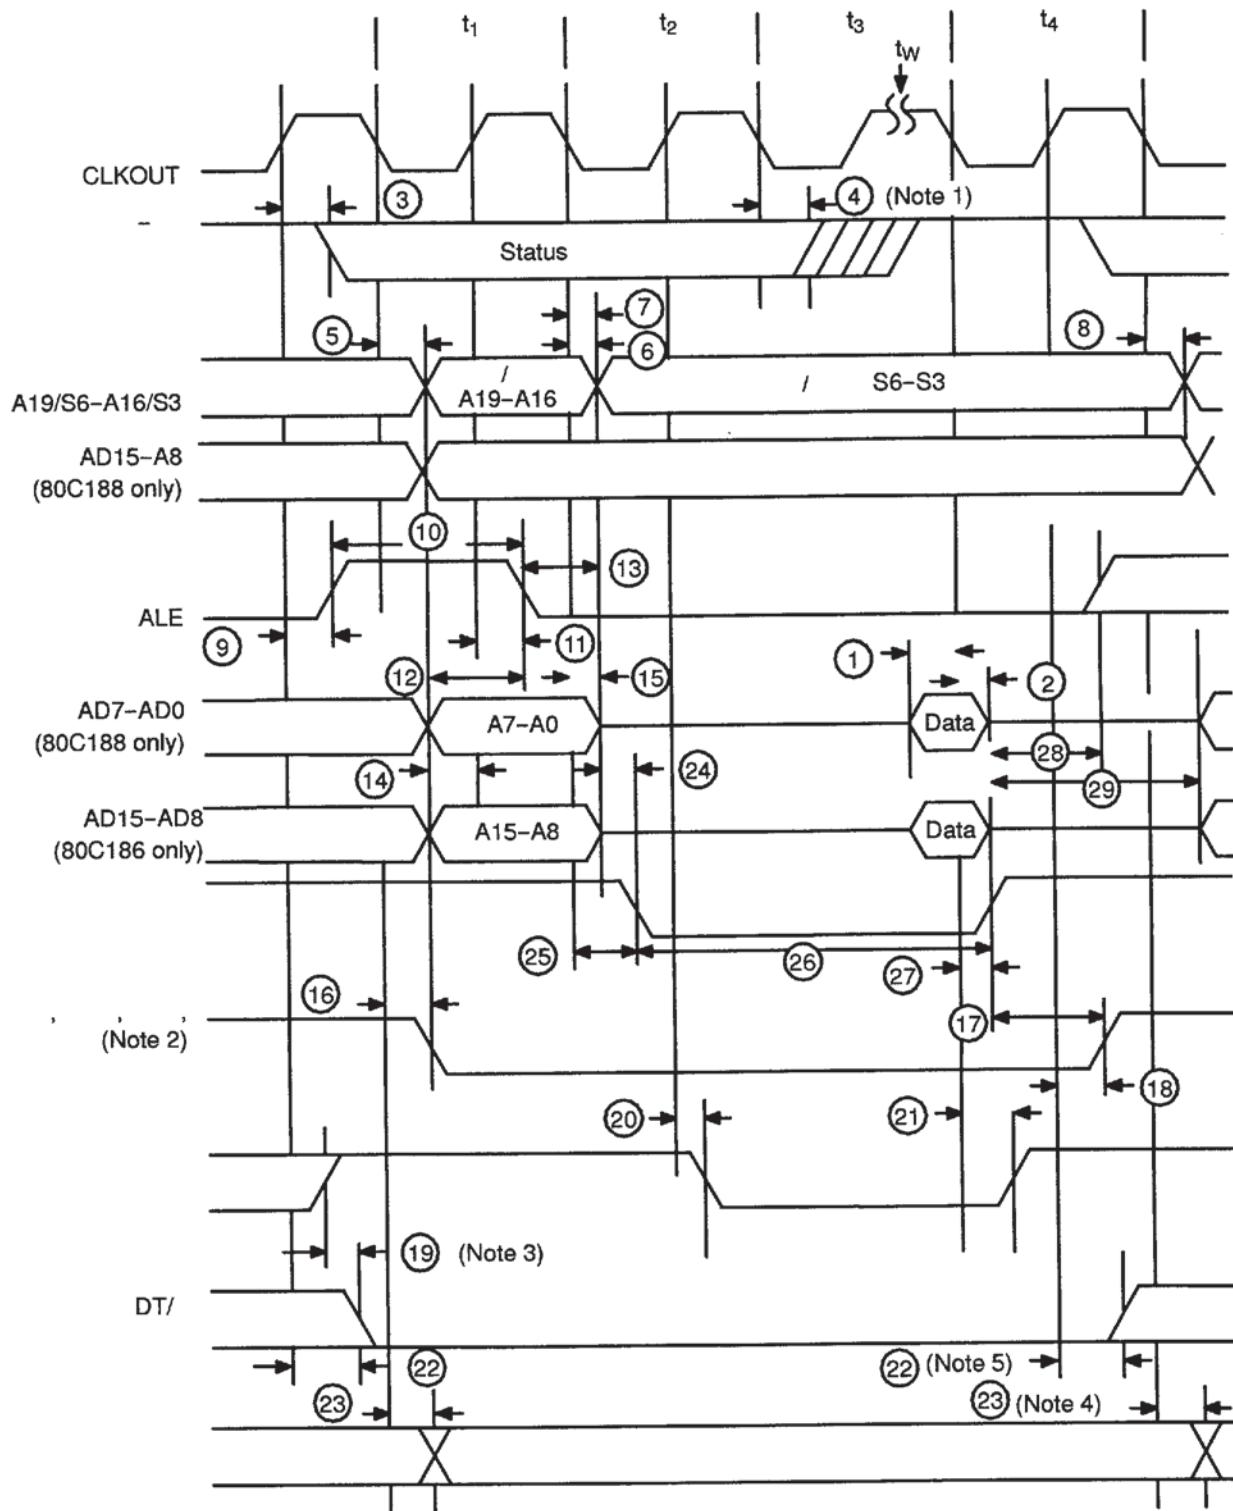 t1 t2 t3 t4
tW
CLKOUT
3 4 (Note 1)
–
Status
7
5 6 8
/ / S6–S3
A19/S6–A16/S3 A19–A16
AD15–A8
(80C188 only)
10
13
ALE
9 11 1
12 15 2
AD7–AD0 A7–A0 Data
(80C188 only)
28
14 24
29
AD15–AD8 A15–A8 Data
(80C186 only)
25 26 27
16
, , , 17
(Note 2)
18
20 21
19 (Note 3)
DT/
22 22 (Note 5)
23 23 (Note 4)